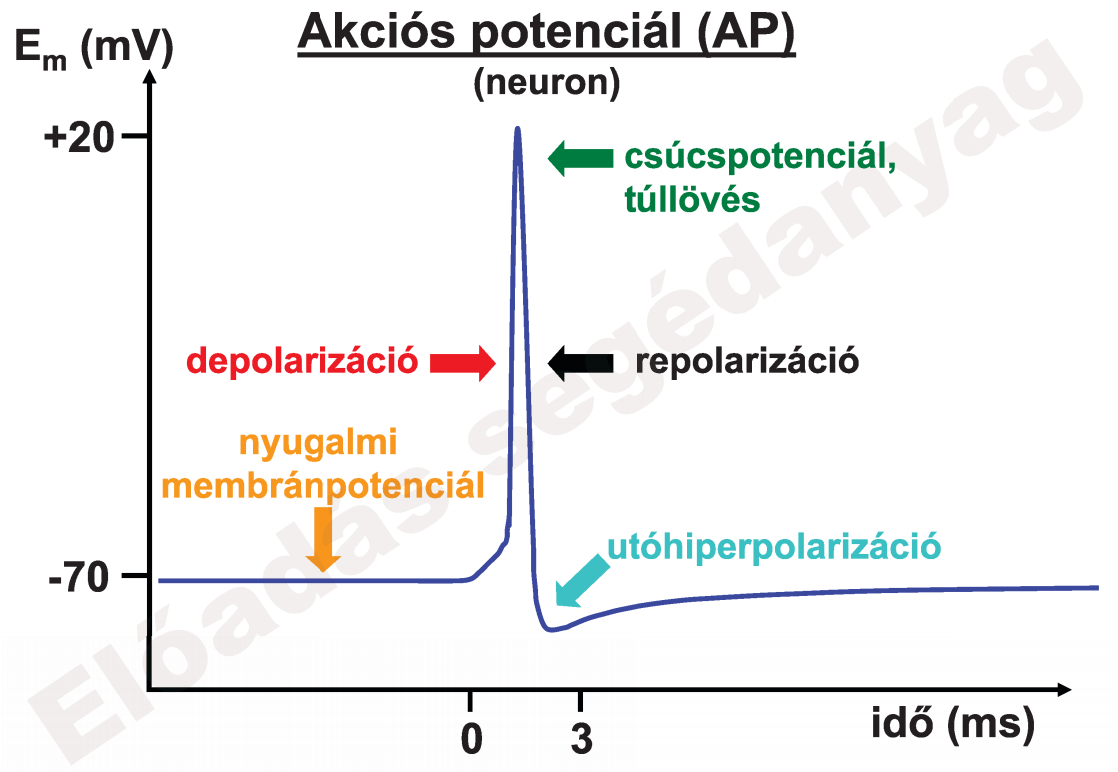 Akciós potenciál (AP)
(neuron)
Em (mV)
+20
csúcspotenciál,
túllövés
depolarizáció
repolarizáció
nyugalmi
membránpotenciál
utóhiperpolarizáció
-70
0
3
idő (ms)
Előadás segédanyag